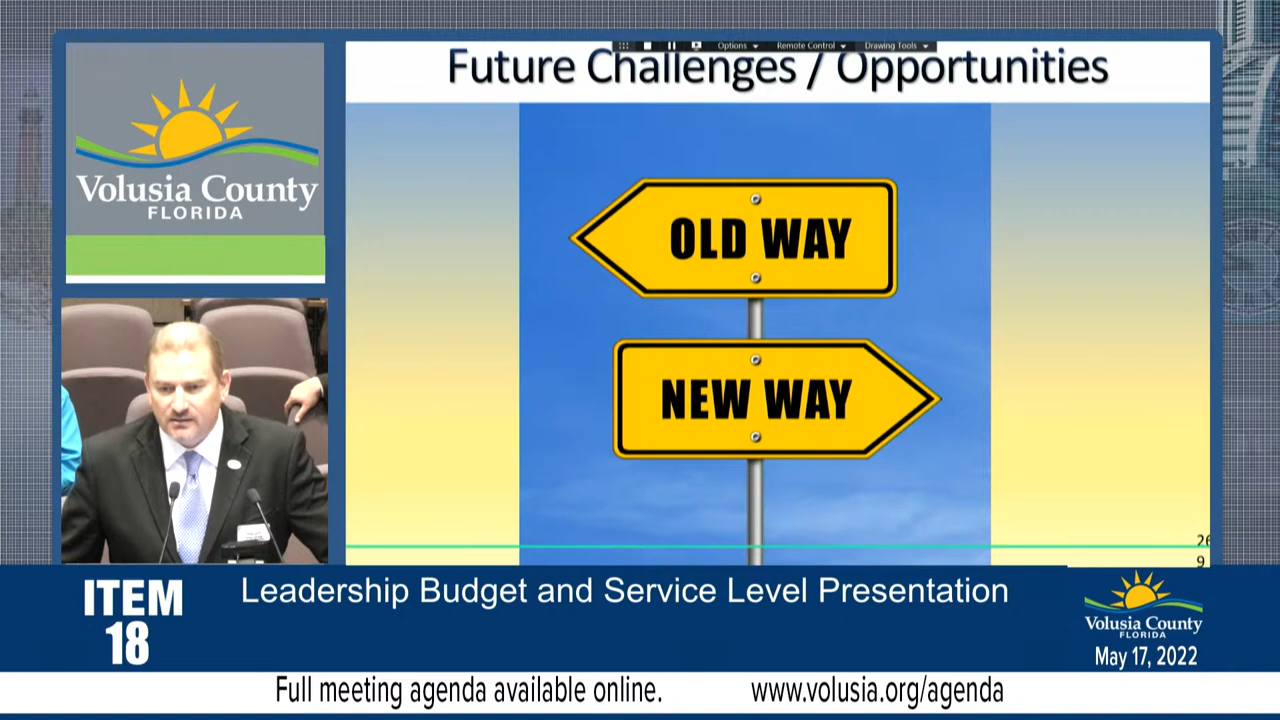 Options
Remote Control
Drawing Tools
Future Challenges / Opportunities
Volusia County
FLORIDA
OLD WAY
NEW WAY
26
9
ITEM
18
Leadership Budget and Service Level Presentation
Volusia County
FLORIDA
May 17, 2022
Full meeting agenda available online.
www.volusia.org/agenda